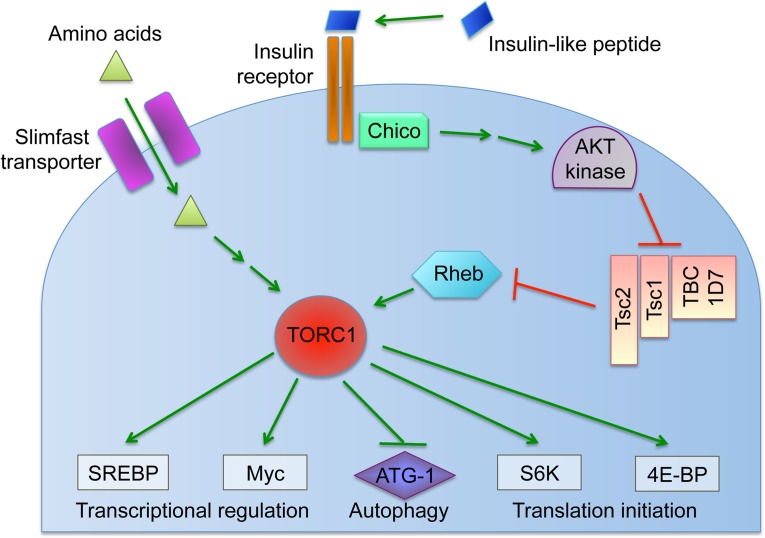 Amino acids
Insulin
receptor
Insulin-like peptide
Slimfast
transporter
Chico
AKT
kinase
Rheb
Tsc2
Tsc1
TBC
1D7
TORC1
SREBP
Myc
ATG-1
S6K
4E-BP
Transcriptional regulation
Autophagy
Translation initiation